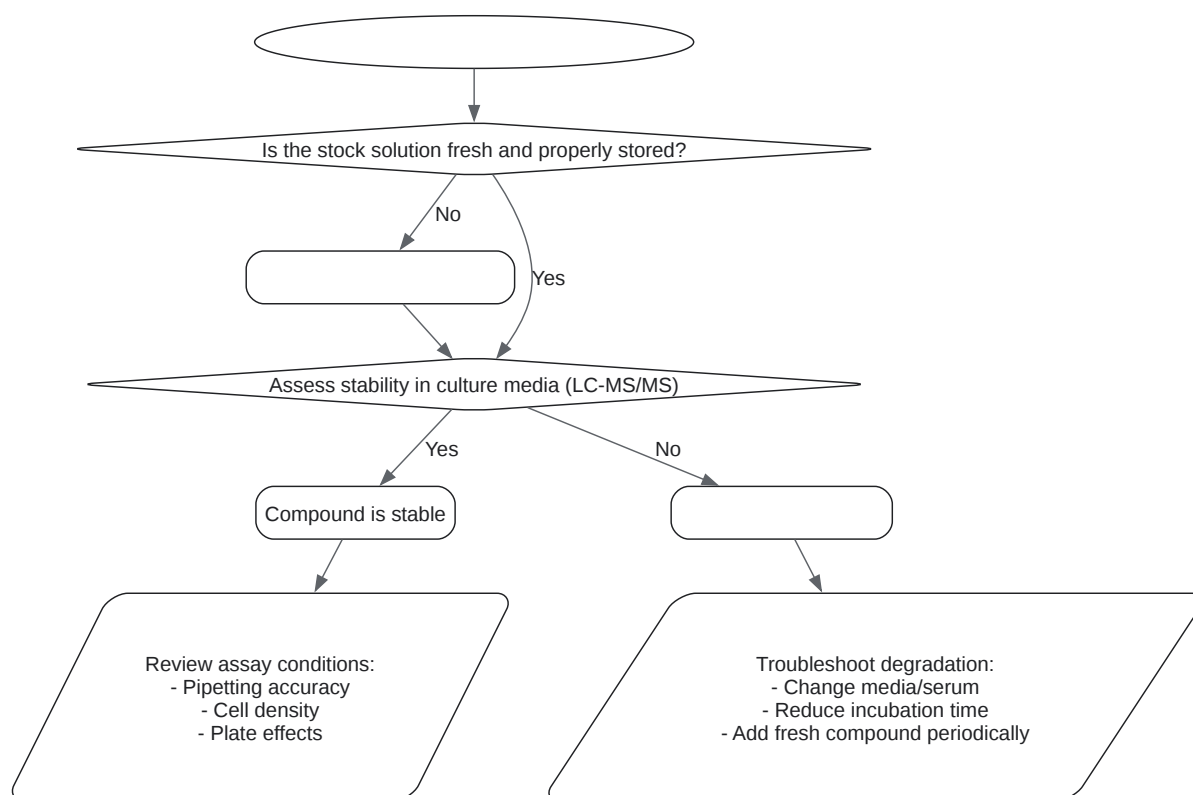 Is the stock solution fresh and properly stored?
No
Yes
Assess stability in culture media (LC-MS/MS)
Yes
No
Compound is stable
Review assay conditions:
- Pipetting accuracy
- Cell density
- Plate effects
Troubleshoot degradation:
- Change media/serum
- Reduce incubation time
- Add fresh compound periodically